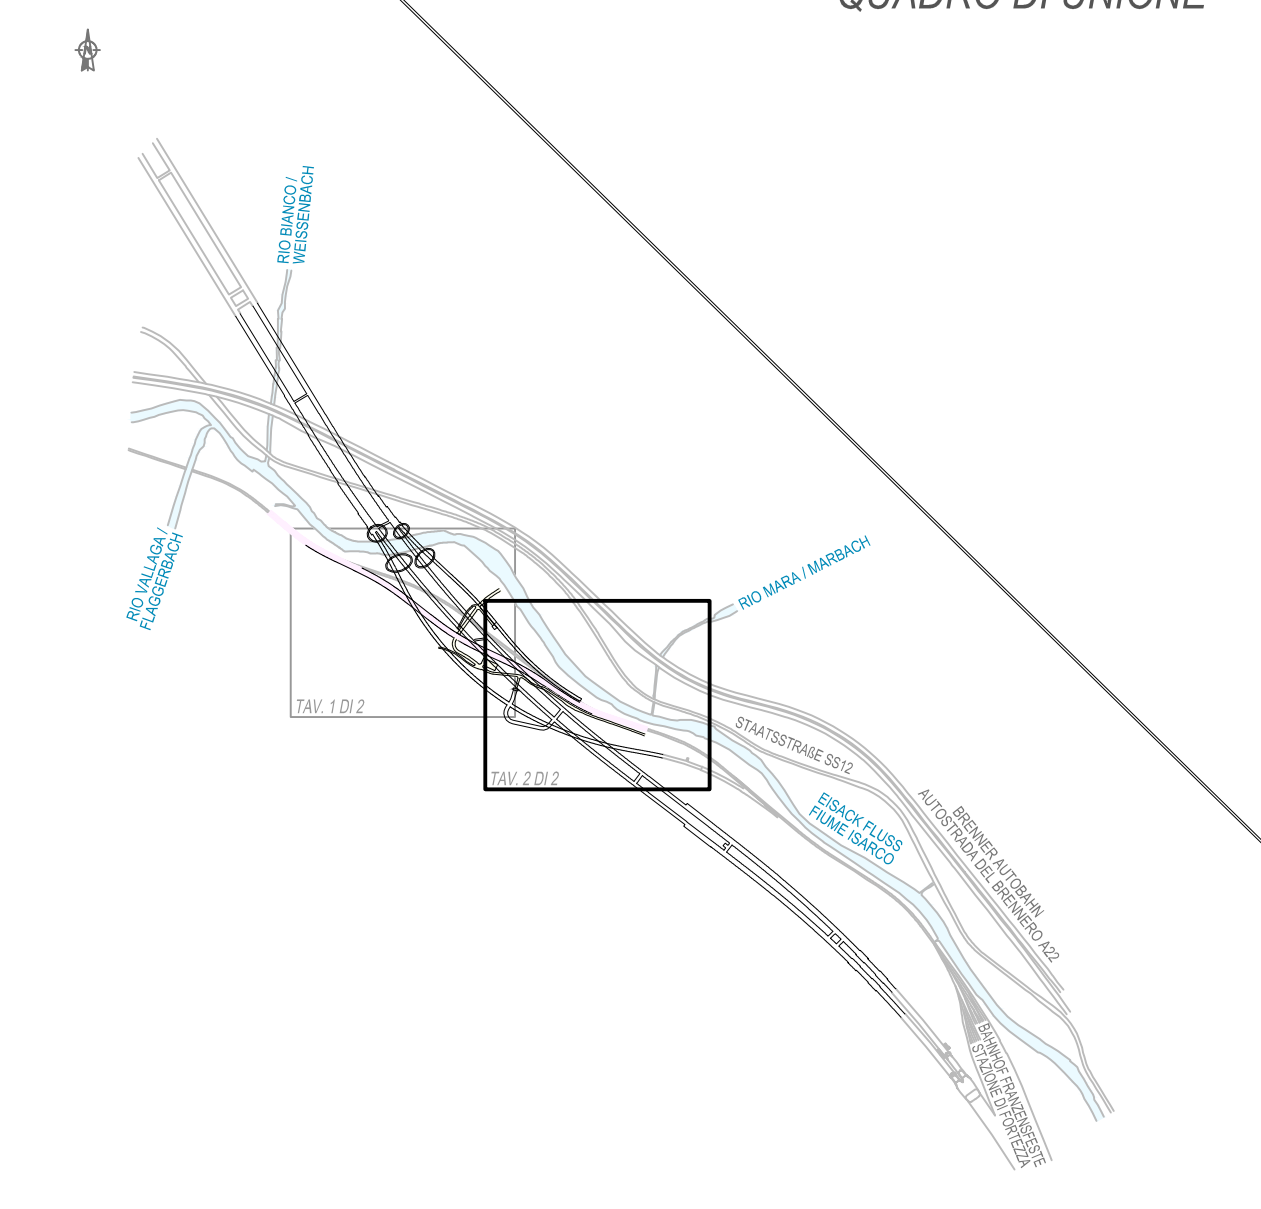 QUADRO DI UNIONE
N
RIO BIANCO /
WEISSENBACH
RIO VALLAGA /
FLAGGERBACH
RIO MARA / MARBACH
TAV. 1 DI 2
TAV. 2 DI 2
STAATSSTRAßE SS12
EISACK FLUSS
FIUME ISARCO
BRENNER AUTOBAHN
AUTOSTRADA DEL BRENNERO A22
BAHNHOF FRANZENSFESTE
STAZIONE DI FORTEZZA